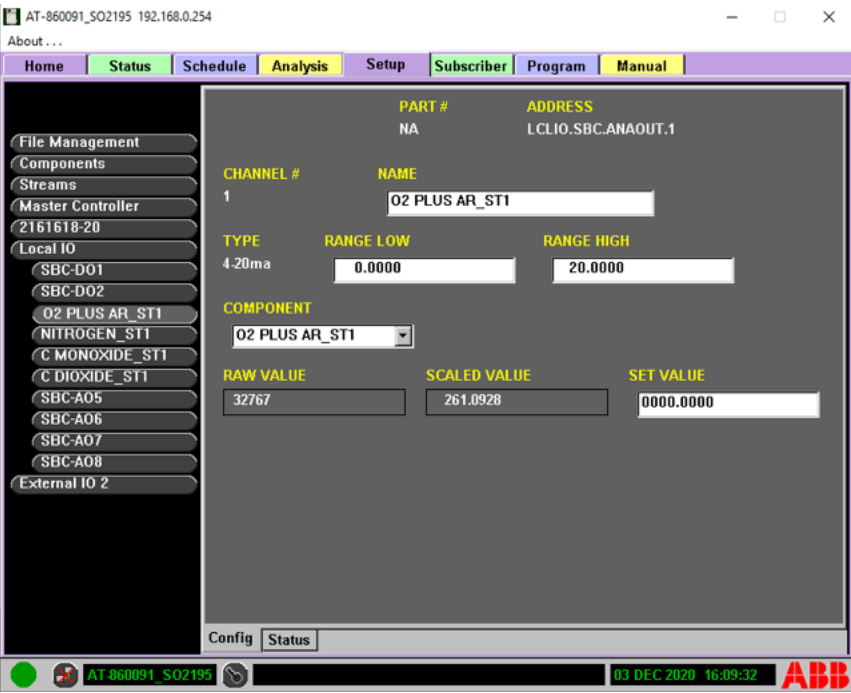 AT-860091_SO2195 192.168.0.254
About . . .
Home Status Schedule Analysis Setup Subscriber Program Manual
PART # ADDRESS
NA LCLIO.SBC.ANAOUT.1
File Management
Components
Streams
Master Controller
2161618-20
Local IO
SBC-DO1
SBC-DO2
O2 PLUS AR_ST1
NITROGEN_ST1
C MONOXIDE_ST1
C DIOXIDE_ST1
SBC-AO5
SBC-AO6
SBC-AO7
SBC-AO8
External IO 2
CHANNEL # NAME
1 O2 PLUS AR_ST1
TYPE RANGE LOW RANGE HIGH
4-20ma 0.0000 20.0000
COMPONENT
O2 PLUS AR_ST1
RAW VALUE SCALED VALUE SET VALUE
32767 261.0928 0000.0000
Config Status
AT-860091_SO2195 03 DEC 2020 16:09:32 ABB